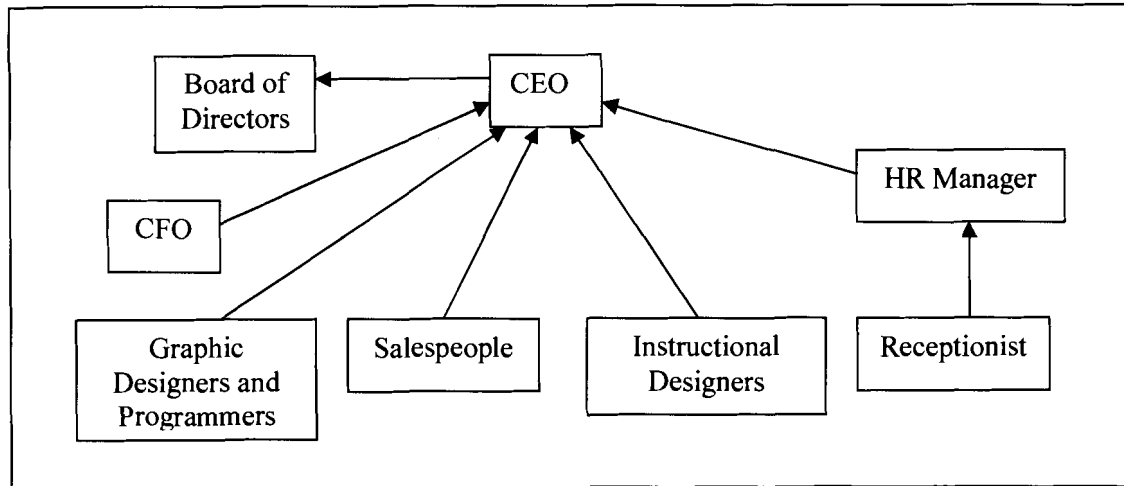 Board of
Directors
CEO
HR Manager
CFO
Graphic
Designers and
Programmers
Salespeople
Instructional
Designers
Receptionist